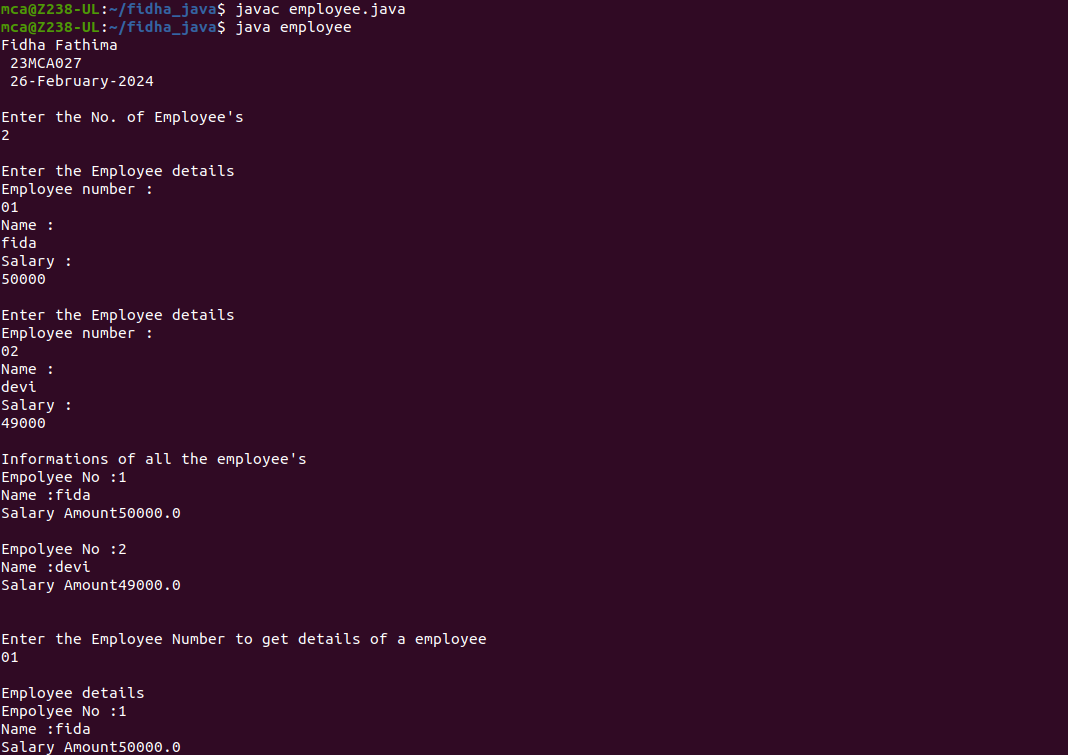 mca@Z238-UL:~/fidha_java$ javac employee.java
mca@Z238-UL:~/fidha_java$ java employee
Fidha Fathima
 23MCA027
 26-February-2024

Enter the No. of Employee's
2

Enter the Employee details
Employee number :
01
Name :
fida
Salary :
50000

Enter the Employee details
Employee number :
02
Name :
devi
Salary :
49000

Informations of all the employee's
Empolyee No :1
Name :fida
Salary Amount50000.0

Empolyee No :2
Name :devi
Salary Amount49000.0


Enter the Employee Number to get details of a employee
01

Employee details
Empolyee No :1
Name :fida
Salary Amount50000.0